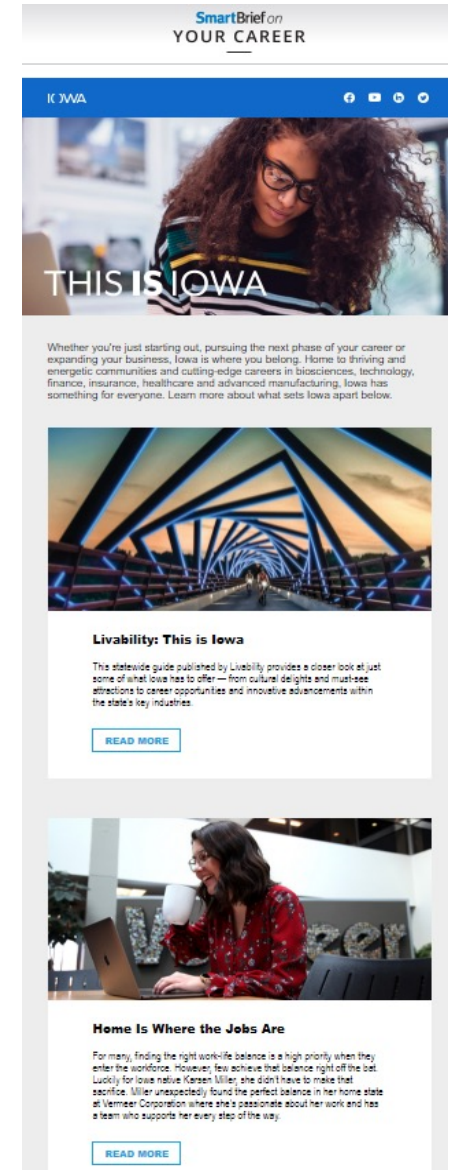 SmartBrief on
YOUR CAREER
IOWA
THIS IS IOWA
Whether you're just starting out, pursuing the next phase of your career or
expanding your business, Iowa is where you belong. Home to thriving and
energetic communities and cutting-edge careers in biosciences, technology,
finance, insurance, healthcare and advanced manufacturing, Iowa has
something for everyone. Learn more about what sets Iowa apart below.
Livability: This is Iowa
This statewide guide published by Livability provides a closer look at just
some of what Iowa has to offer — from cultural delights and must-see
attractions to career opportunities and innovative advancements within
the state's key industries.
READ MORE
Home Is Where the Jobs Are
For many, finding the right work-life balance is a high priority when they
enter the workforce. However, few achieve that balance right off the bat.
Luckily for Iowa native Karsen Miller, she didn't have to make that
sacrifice. Miller unexpectedly found the perfect balance in her home state
at Vermeer Corporation where she's passionate about her work and has
a team who supports her every step of the way.
READ MORE